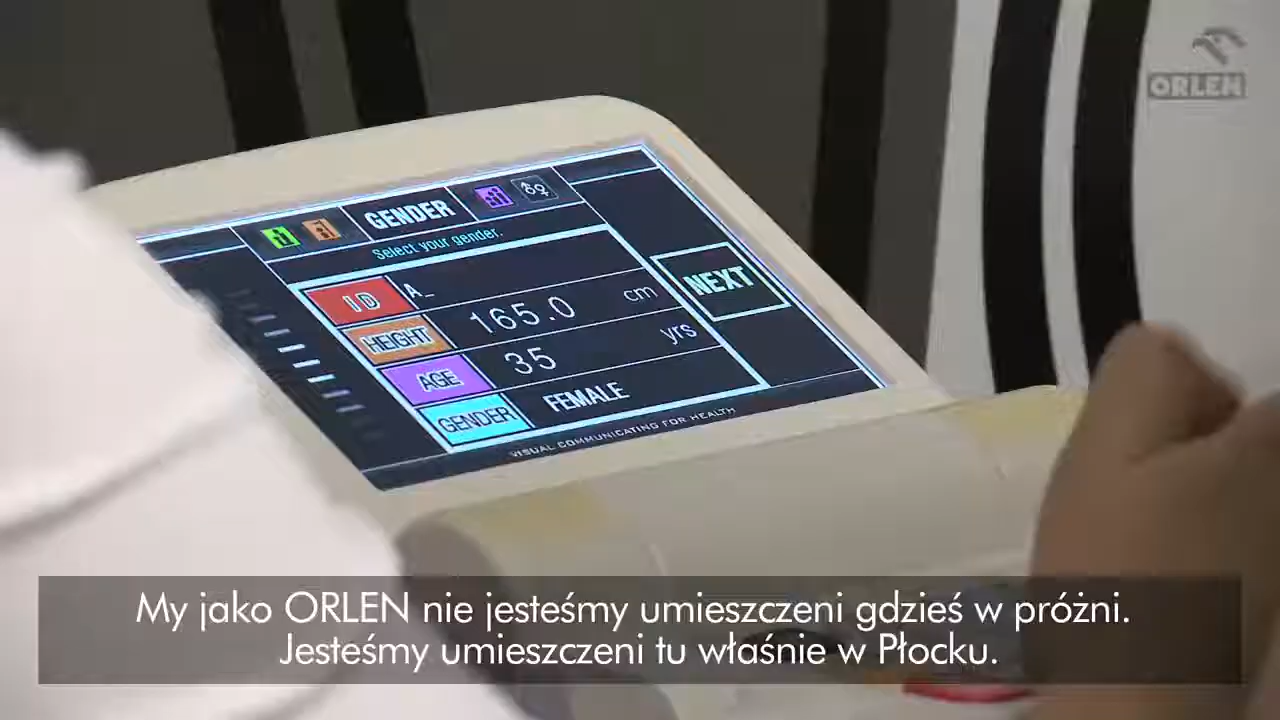 ORLEN
GENDER
Select your gender.
ID A_
HEIGHT 165.0 cm
AGE 35 yrs
GENDER FEMALE
NEXT
VISUAL COMMUNICATING FOR HEALTH
My jako ORLEN nie jesteśmy umieszczeni gdzieś w próżni.
Jesteśmy umieszczeni tu właśnie w Płocku.